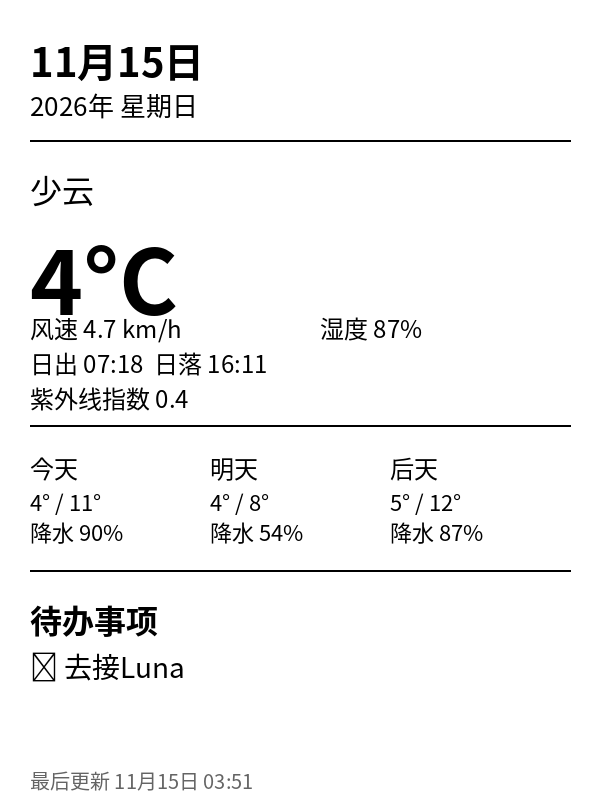 11月15日
2026年 星期日
少云
4°C
风速 4.7 km/h 湿度 87%
日出 07:18 日落 16:11
紫外线指数 0.4
今天 明天 后天
4° / 11° 4° / 8° 5° / 12°
降水 90% 降水 54% 降水 87%
待办事项
去接Luna
最后更新 11月15日 03:51